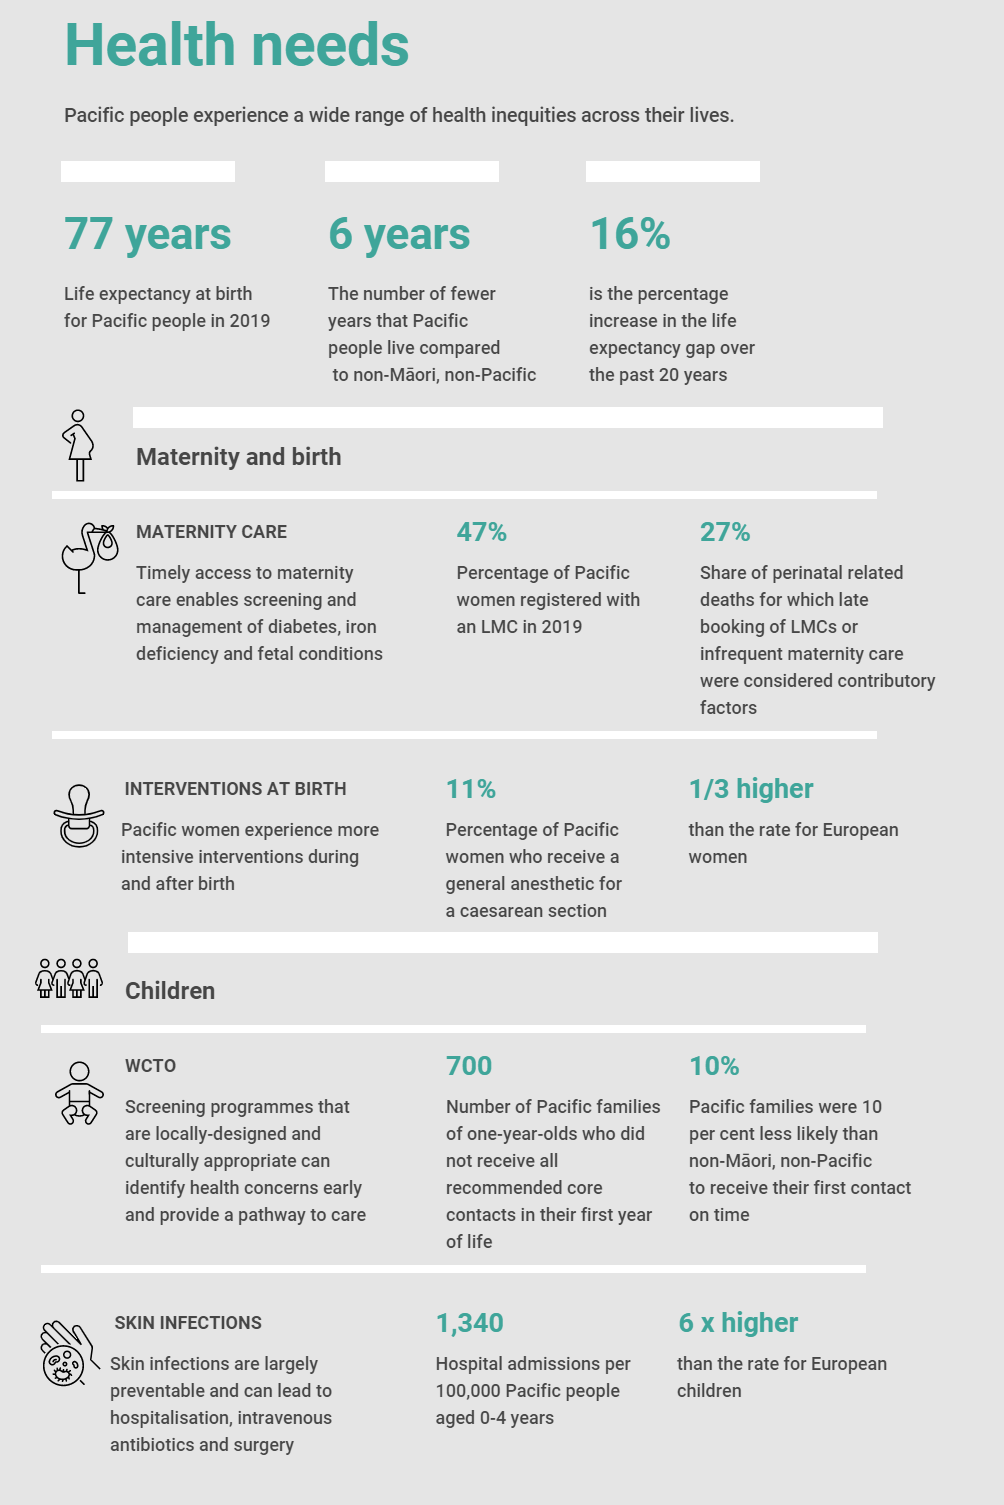 Health needs
Pacific people experience a wide range of health inequities across their lives.
77 years
Life expectancy at birth
for Pacific people in 2019
6 years
The number of fewer
years that Pacific
people live compared
to non-Māori, non-Pacific
16%
is the percentage
increase in the life
expectancy gap over
the past 20 years
Maternity and birth
MATERNITY CARE
Timely access to maternity
care enables screening and
management of diabetes, iron
deficiency and fetal conditions
47%
Percentage of Pacific
women registered with
an LMC in 2019
27%
Share of perinatal related
deaths for which late
booking of LMCs or
infrequent maternity care
were considered contributory
factors
INTERVENTIONS AT BIRTH
Pacific women experience more
intensive interventions during
and after birth
11%
Percentage of Pacific
women who receive a
general anesthetic for
a caesarean section
1/3 higher
than the rate for European
women
Children
WCTO
Screening programmes that
are locally-designed and
culturally appropriate can
identify health concerns early
and provide a pathway to care
700
Number of Pacific families
of one-year-olds who did
not receive all
recommended core
contacts in their first year
of life
10%
Pacific families were 10
per cent less likely than
non-Māori, non-Pacific
to receive their first contact
on time
SKIN INFECTIONS
Skin infections are largely
preventable and can lead to
hospitalisation, intravenous
antibiotics and surgery
1,340
Hospital admissions per
100,000 Pacific people
aged 0-4 years
6 x higher
than the rate for European
children